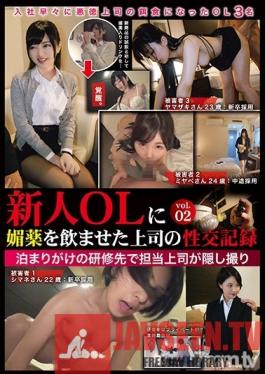 入社早々に悪徳上司の餌食になったOL3名
被害者3
ヤマザキさん 23歳：新卒採用
覚醒
被害者2
ミヤベさん 24歳：中途採用
新人OLに
vol.
02
媚薬を飲ませた上司の性交記録
泊まりがけの研修先で担当上司が隠し撮り
被害者1
シマネさん 22歳：新卒採用